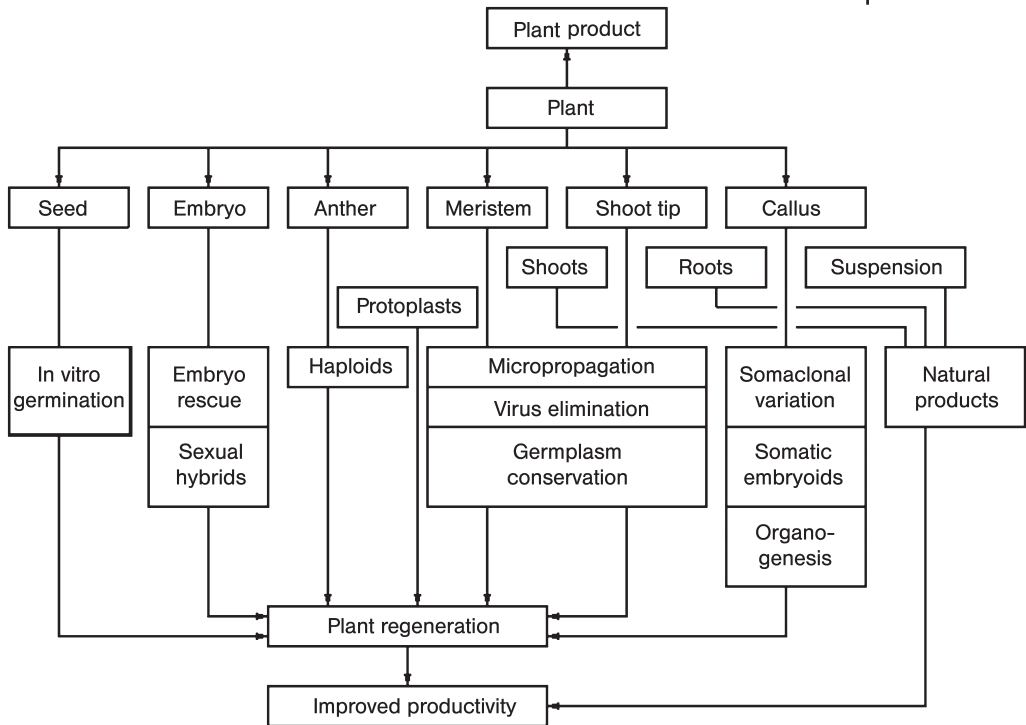 Plant product
Plant
Seed
Embryo
Anther
Meristem
Shoot tip
Callus
Shoots
Roots
Suspension
Protoplasts
In vitro
germination
Embryo
rescue
Sexual
hybrids
Haploids
Micropropagation
Virus elimination
Germplasm
conservation
Somaclonal
variation
Somatic
embryoids
Organo-
genesis
Natural
products
Plant regeneration
Improved productivity